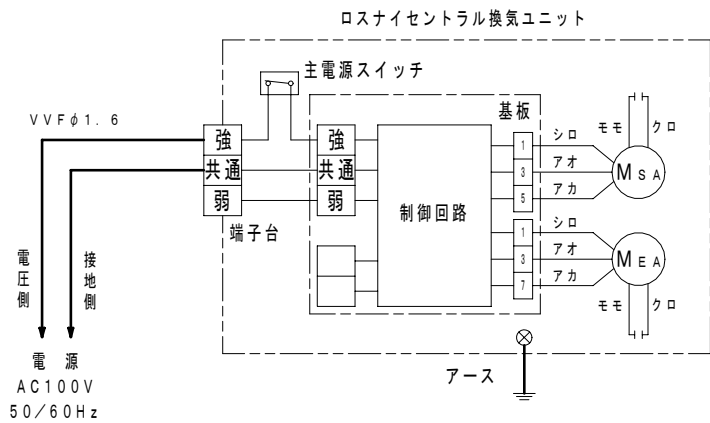 ロスナイセントラル換気ユニット
主電源スイッチ
VVFφ1.6
基板
強
共通
弱
端子台
強
共通
弱
制御回路
1
3
5
1
3
7
シロ
アオ
アカ
シロ
アオ
アカ
モモ
クロ
MSA
MEA
モモ
クロ
電圧側
接地側
アース
電源
AC100V
50/60Hz